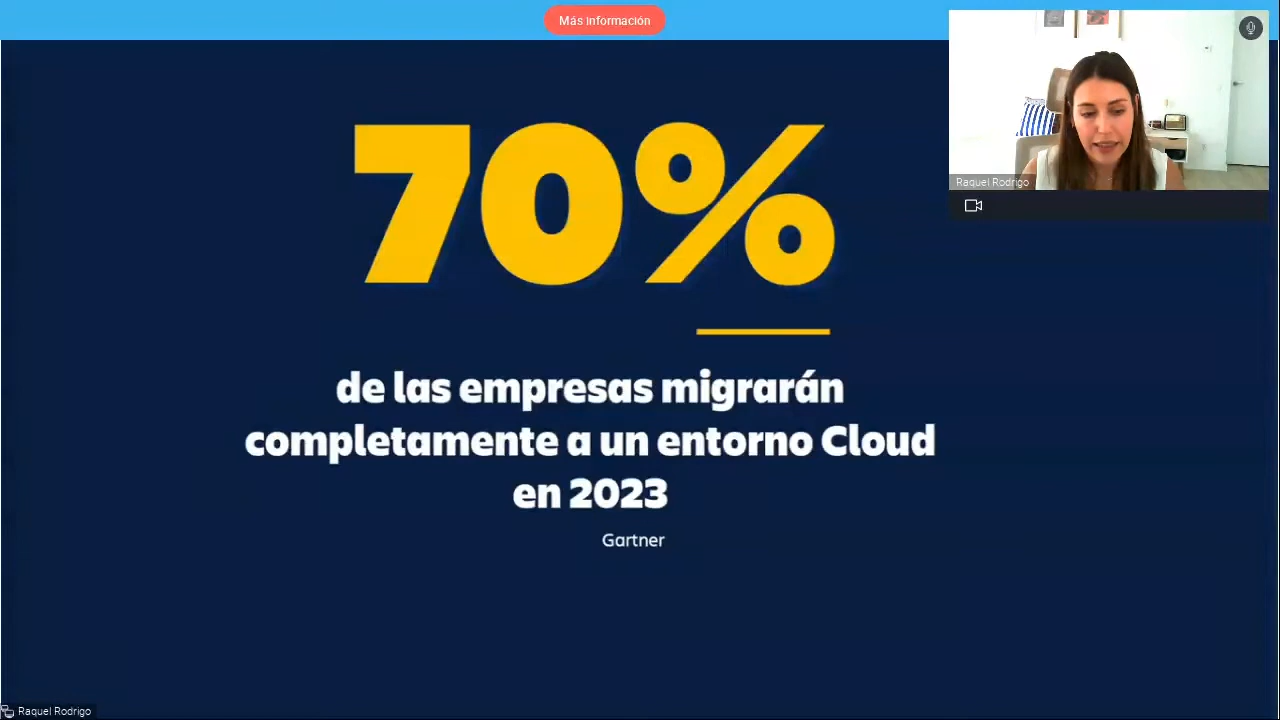 Más información
Raquel Rodrigo
70%
de las empresas migrarán
completamente a un entorno Cloud
en 2023
Gartner
Raquel Rodrigo